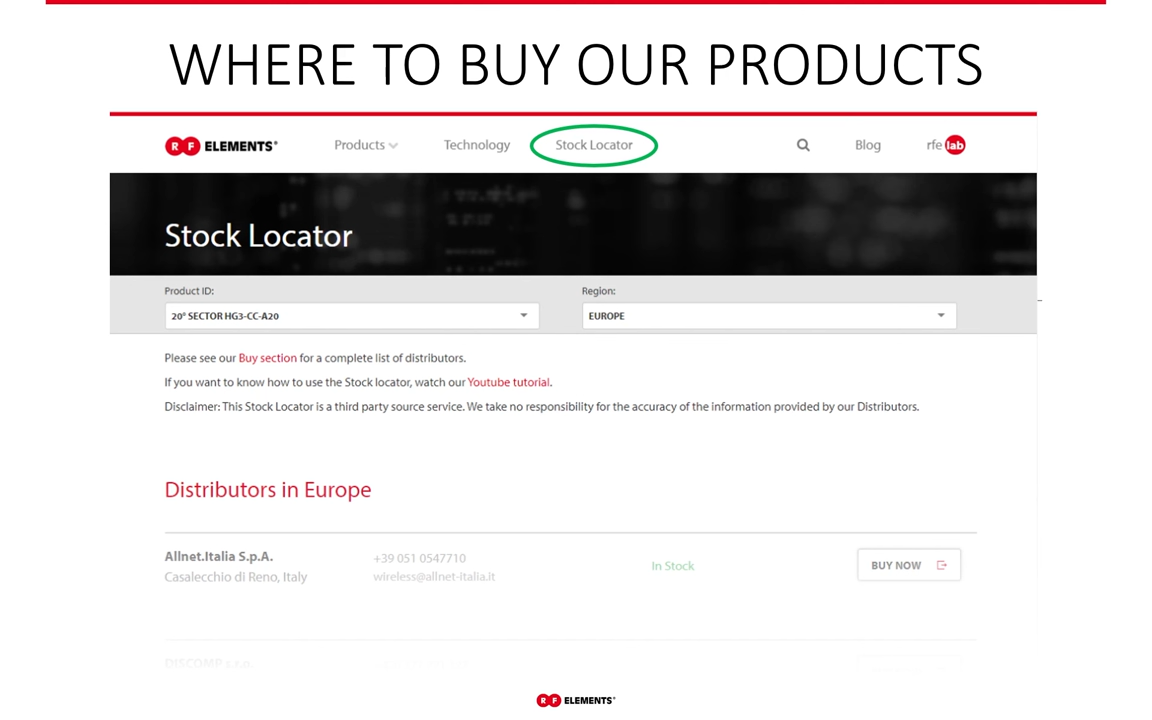 WHERE TO BUY OUR PRODUCTS
RF ELEMENTS® Products Technology Stock Locator Blog rfe lab
Stock Locator
Product ID: Region:
20° SECTOR HG3-CC-A20 EUROPE
Please see our Buy section for a complete list of distributors.
If you want to know how to use the Stock locator, watch our Youtube tutorial.
Disclaimer: This Stock Locator is a third party source service. We take no responsibility for the accuracy of the information provided by our Distributors.
Distributors in Europe
Allnet.Italia S.p.A. +39 051 0547710 In Stock BUY NOW
Casalecchio di Reno, Italy wireless@allnet-italia.it
DISCOMP s.r.o.
RF ELEMENTS®